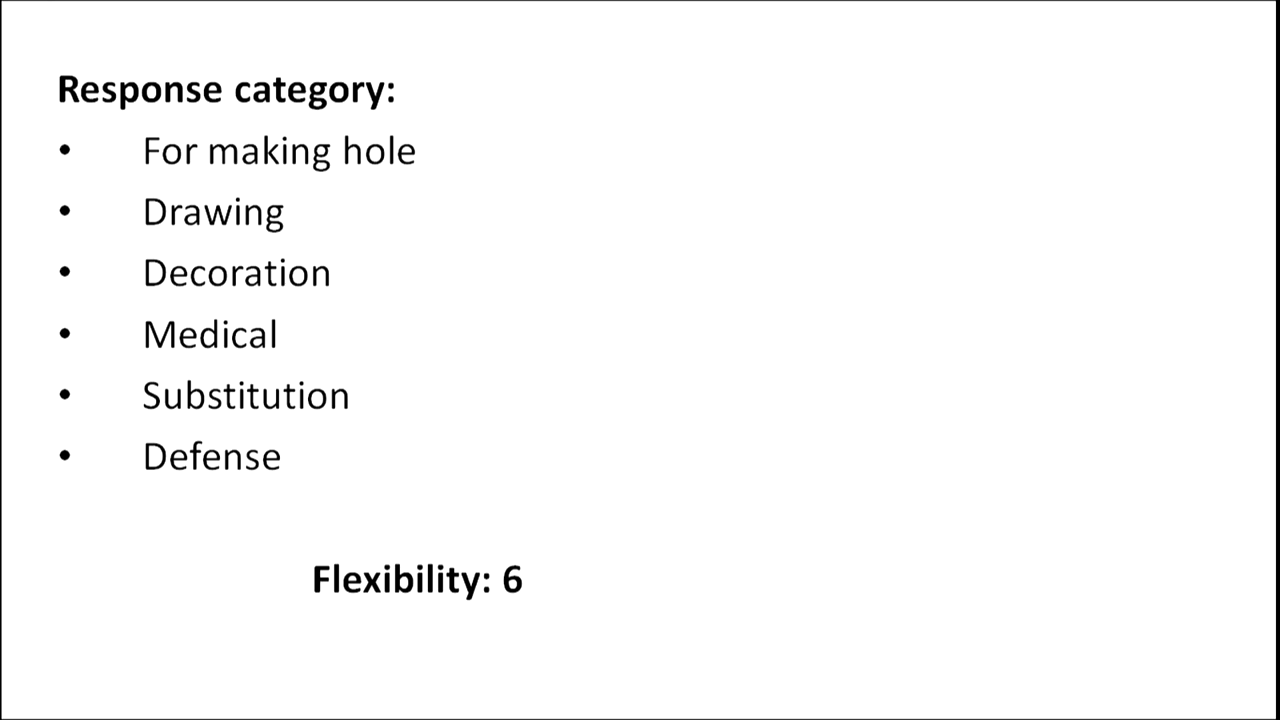 Response category:
• For making hole
• Drawing
• Decoration
• Medical
• Substitution
• Defense
Flexibility: 6